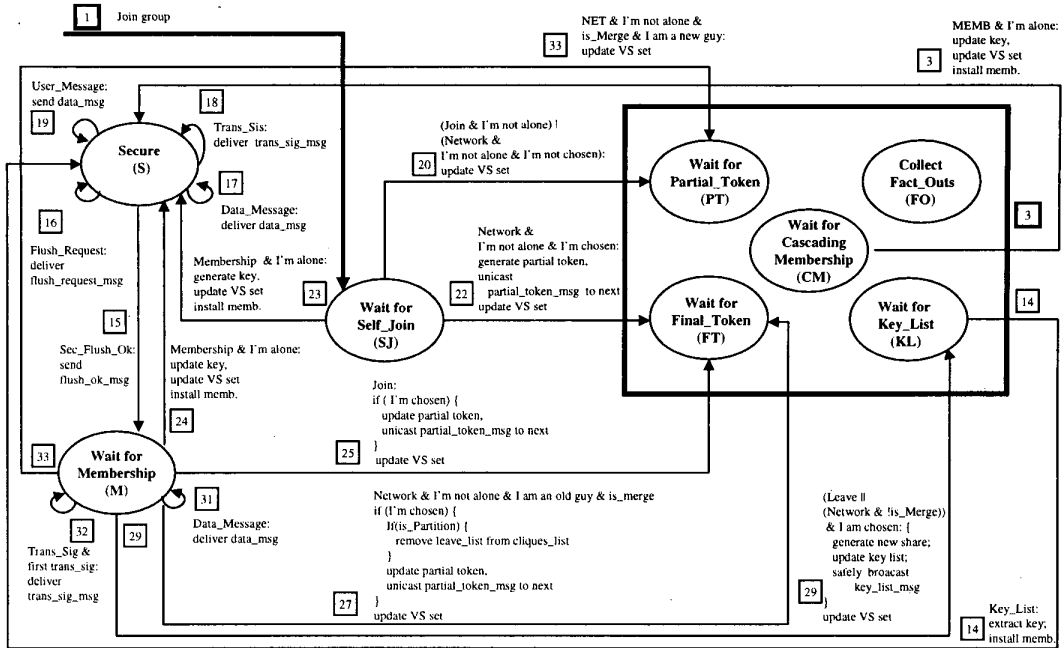 1
Join group
NET & I'm not alone &
is_Merge & I am a new guy:
update VS set
33
MEMB & I'm alone:
update key,
update VS set
install memb.
3
User_Message:
send data_msg
19
18
Trans_Sis:
deliver trans_sig_msg
Secure
(S)
17
Data_Message:
deliver data_msg
16
Flush_Request:
deliver
flush_request_msg
(Join & I'm not alone) |
(Network &
I'm not alone & I'm not chosen):
update VS set
20
Wait for
Partial_Token
(PT)
Collect
Fact_Outs
(FO)
Wait for
Cascading
Membership
(CM)
3
Membership & I'm alone:
generate key,
update VS set
install memb.
23
Wait for
Self_Join
(SJ)
Network &
I'm not alone & I'm chosen:
generate partial token,
unicast
partial_token_msg to next
update VS set
22
Wait for
Final_Token
(FT)
Wait for
Key_List
(KL)
14
15
Sec_Flush_Ok:
send
flush_ok_msg
Membership & I'm alone:
update key,
update VS set
install memb.
24
Join:
if ( I'm chosen) {
update partial token,
unicast partial_token_msg to next
}
update VS set
25
33
Wait for
Membership
(M)
31
Data_Message:
deliver data_msg
32
29
Trans_Sig &
first trans_sig:
deliver
trans_sig_msg
Network & I'm not alone & I am an old guy & is_merge
if (I'm chosen) {
If(is_Partition) {
remove leave_list from cliques_list
}
update partial token,
unicast partial_token_msg to next
}
update VS set
27
(Leave ||
(Network & !is_Merge))
& I am chosen: {
generate new share;
update key list;
safely broacast
key_list_msg
}
update VS set
29
Key_List:
extract key;
install memb.
14